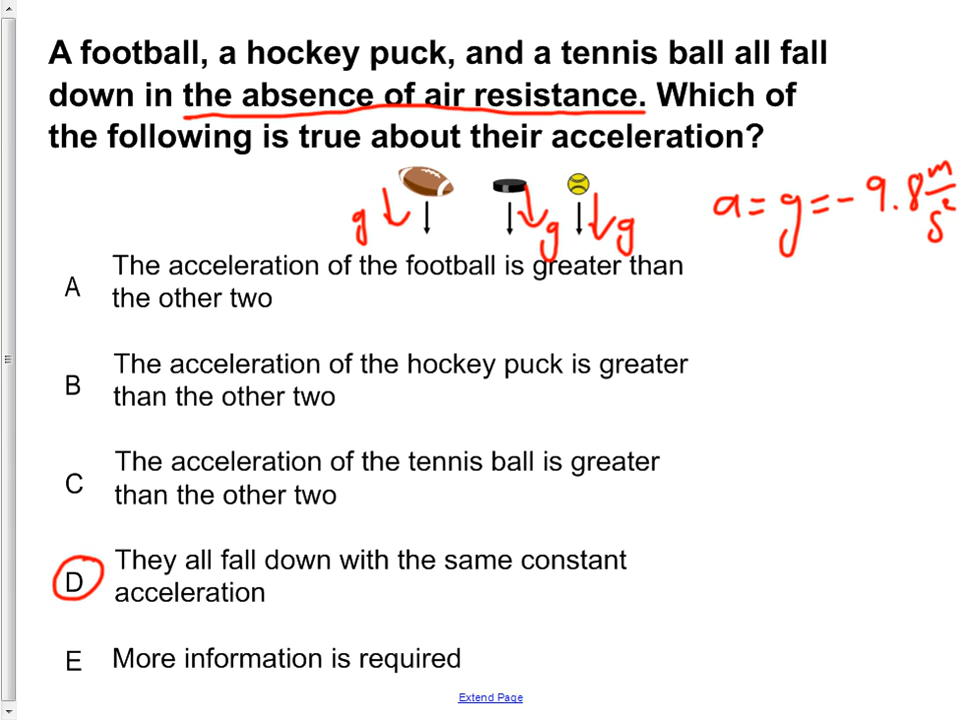 A football, a hockey puck, and a tennis ball all fall
down in the absence of air resistance. Which of
the following is true about their acceleration?
g g g
a = g = - 9.8 m/s²
A The acceleration of the football is greater than
the other two
B The acceleration of the hockey puck is greater
than the other two
C The acceleration of the tennis ball is greater
than the other two
D They all fall down with the same constant
acceleration
E More information is required
Extend Page